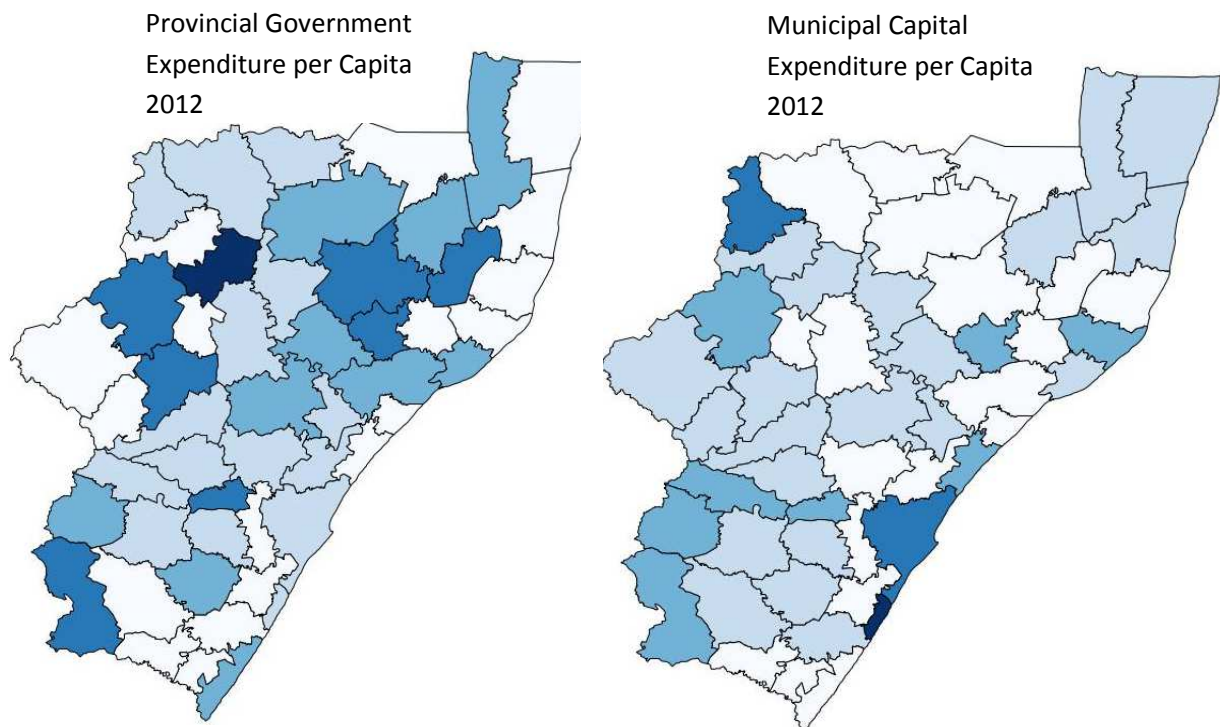 Provincial Government
Expenditure per Capita
2012
Municipal Capital
Expenditure per Capita
2012